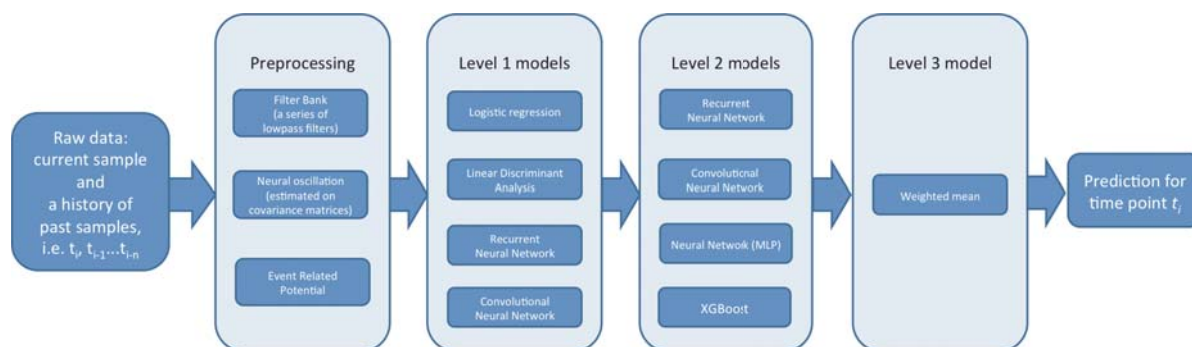 Raw data:
current sample
and
a history of
past samples,
i.e. tᵢ, tᵢ₋₁...tᵢ₋ₙ
Preprocessing
Filter Bank
(a series of
lowpass filters)
Neural oscillation
(estimated on
covariance matrices)
Event Related
Potential
Level 1 models
Logistic regression
Linear Discriminant
Analysis
Recurrent
Neural Network
Convolutional
Neural Network
Level 2 models
Recurrent
Neural Network
Convolutional
Neural Network
Neural Network (MLP)
XGBoost
Level 3 model
Weighted mean
Prediction for
time point tᵢ